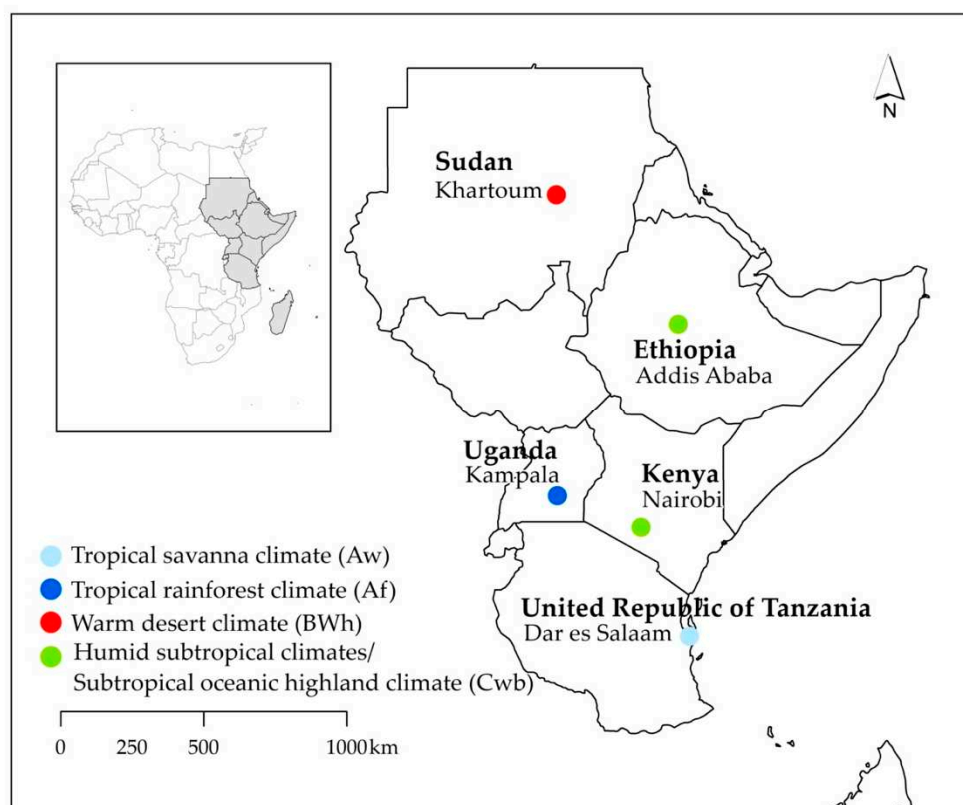 N
Sudan
Khartoum
Ethiopia
Addis Ababa
Uganda
Kampala
Kenya
Nairobi
United Republic of Tanzania
Dar es Salaam
Tropical savanna climate (Aw)
Tropical rainforest climate (Af)
Warm desert climate (BWh)
Humid subtropical climates/
Subtropical oceanic highland climate (Cwb)
0 250 500 1000km